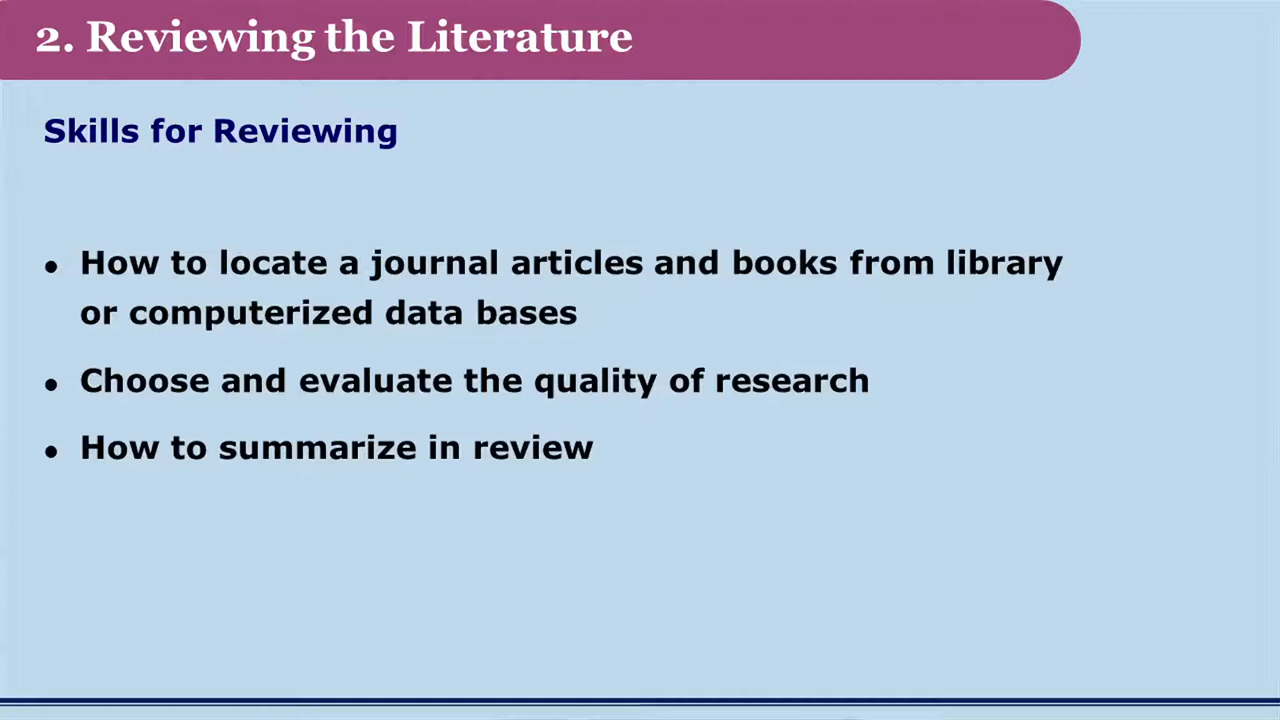 2. Reviewing the Literature
Skills for Reviewing
• How to locate a journal articles and books from library
or computerized data bases
• Choose and evaluate the quality of research
• How to summarize in review